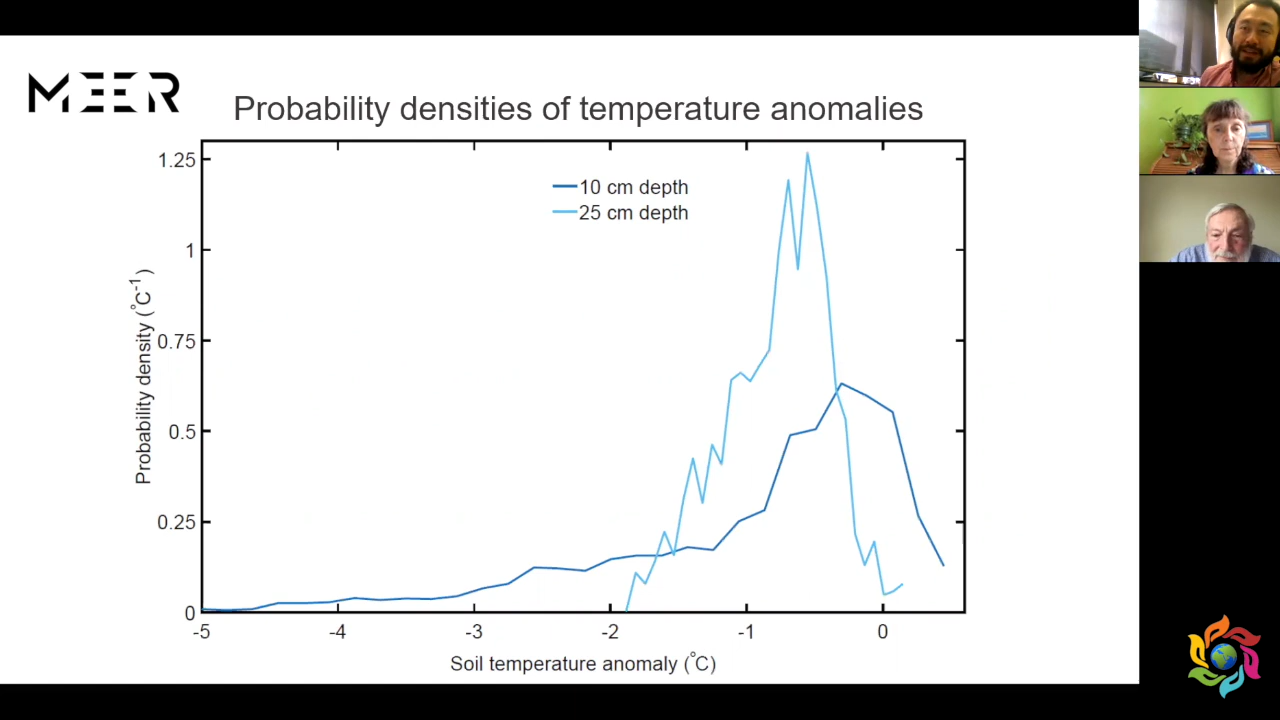 MEER
Probability densities of temperature anomalies
10 cm depth
25 cm depth
Probability density (°C⁻¹)
1.25
1
0.75
0.5
0.25
0
-5
-4
-3
-2
-1
0
Soil temperature anomaly (°C)